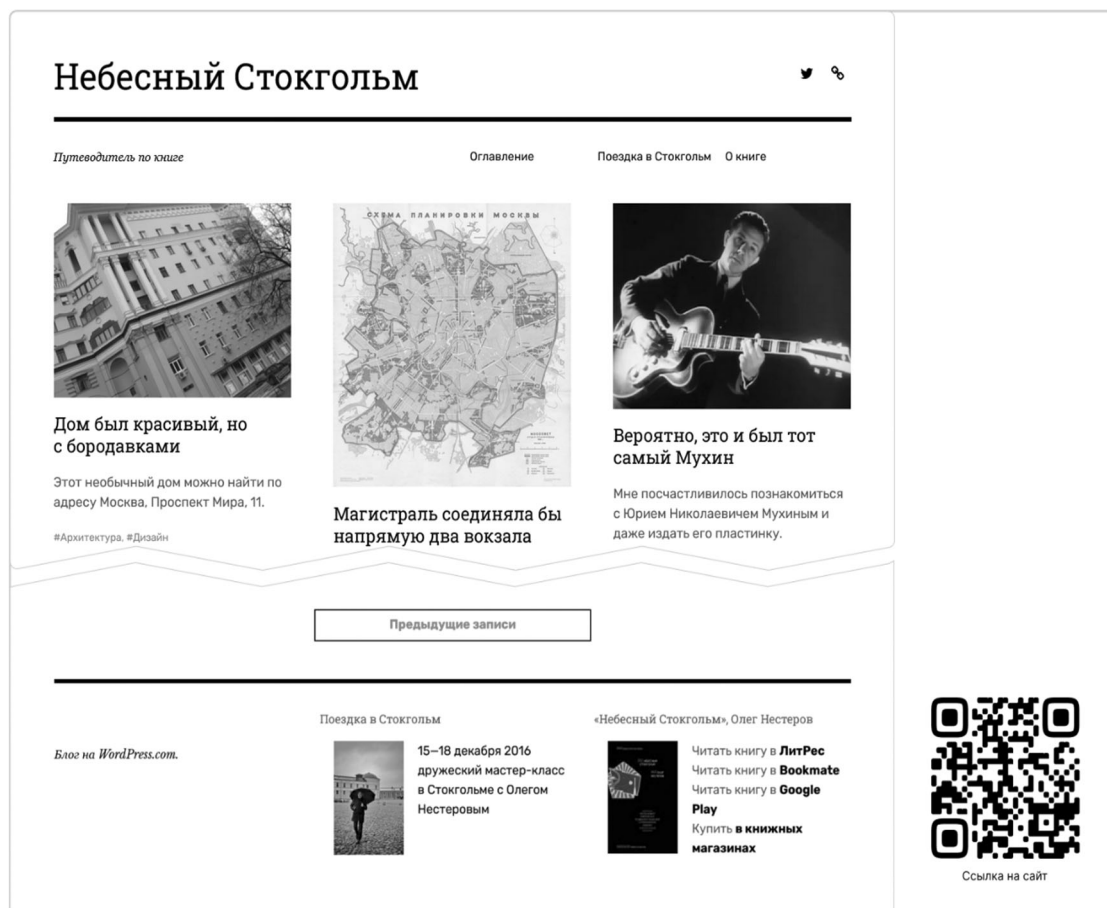 Небесный Стокгольм
Путеводитель по книге
Оглавление
Поездка в Стокгольм
О книге
СХЕМА ПЛАНИРОВКИ МОСКВЫ
Дом был красивый, но
с бородавками
Этот необычный дом можно найти по
адресу Москва, Проспект Мира, 11.
#Архитектура, #Дизайн
Магистраль соединяла бы
напрямую два вокзала
Вероятно, это и был тот
самый Мухин
Мне посчастливилось познакомиться
с Юрием Николаевичем Мухиным и
даже издать его пластинку.
Предыдущие записи
Блог на WordPress.com.
Поездка в Стокгольм
15—18 декабря 2016
дружеский мастер-класс
в Стокгольме с Олегом
Нестеровым
«Небесный Стокгольм», Олег Нестеров
Читать книгу в ЛитРес
Читать книгу в Bookmate
Читать книгу в Google
Play
Купить в книжных
магазинах
Ссылка на сайт